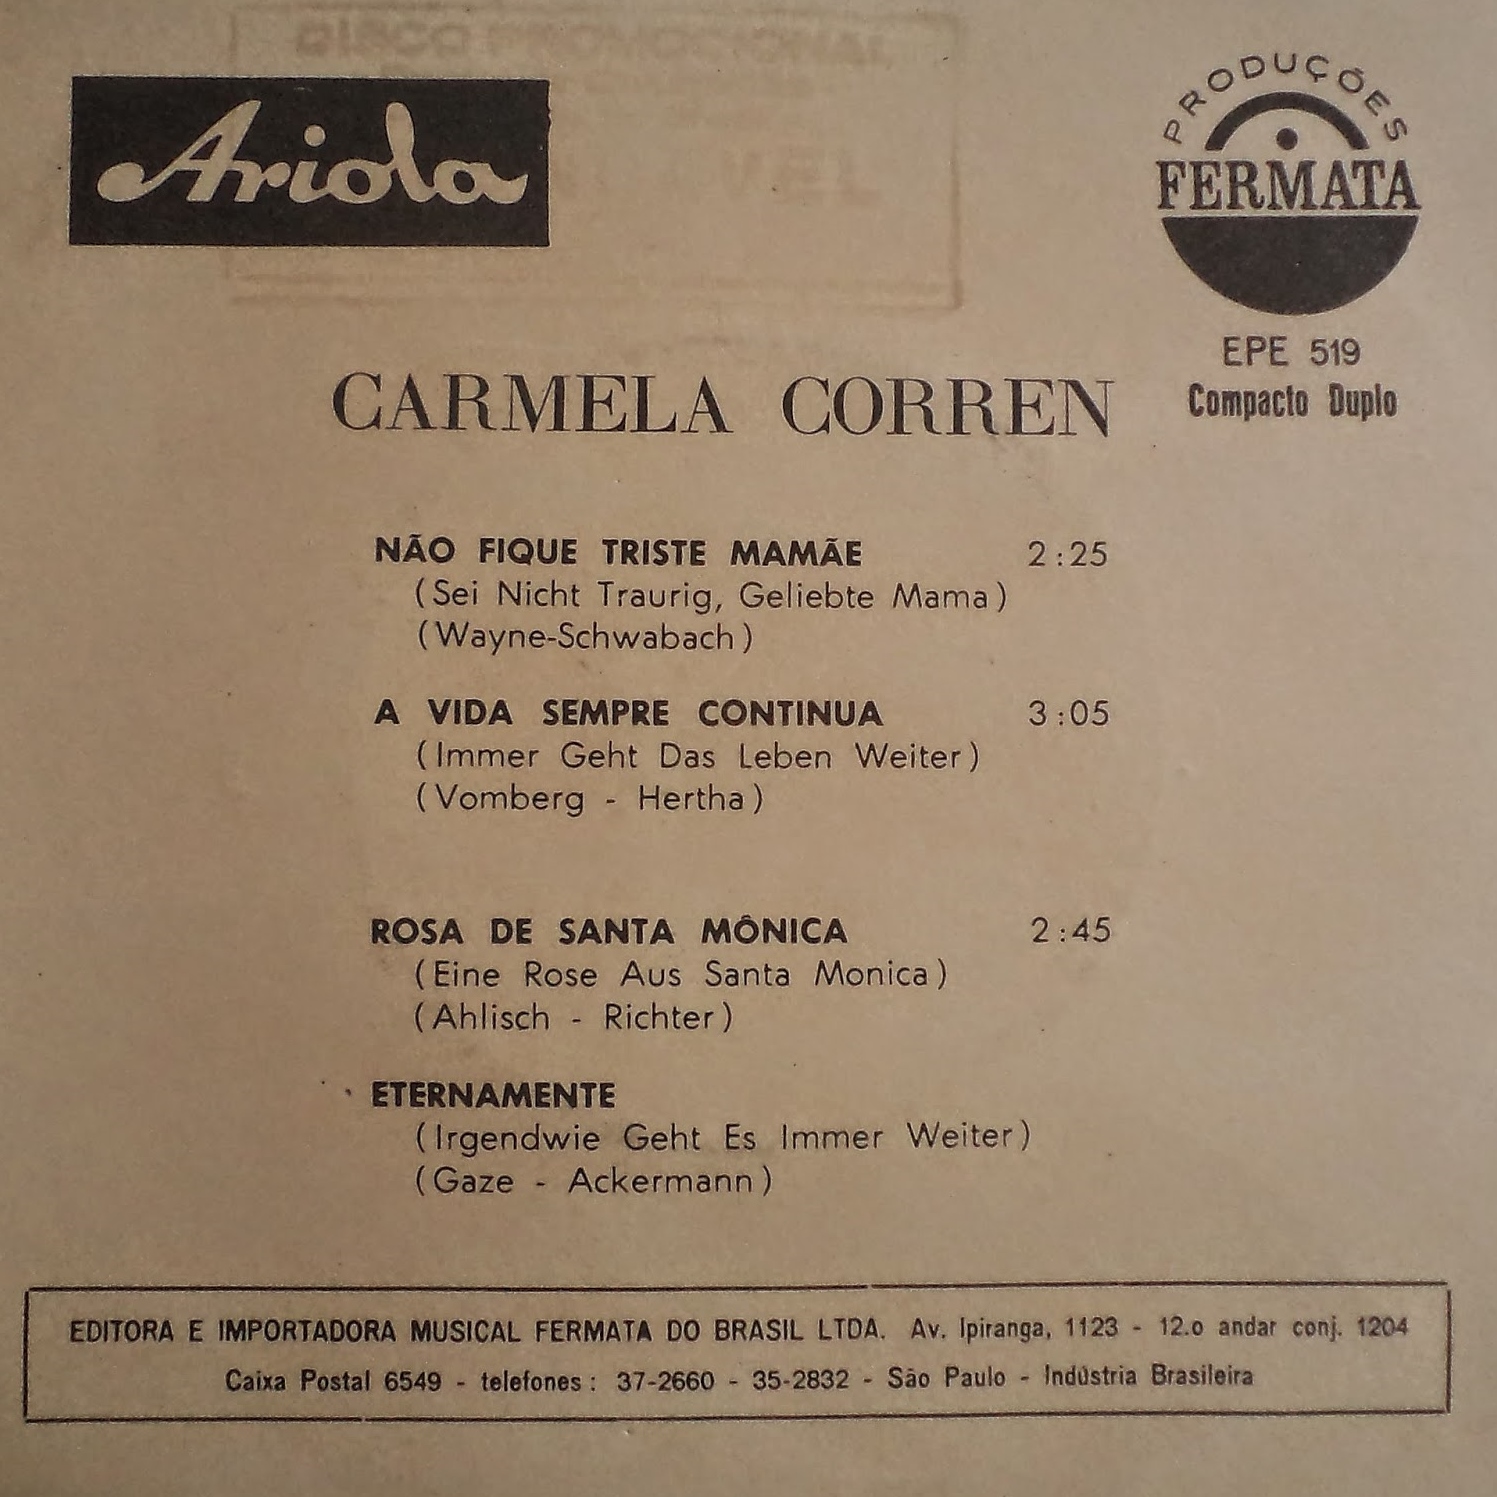 DISCO PROMOCIONAL
Ariola
PRODUÇÕES
FERMATA
EPE 519
Compacto Duplo
CARMELA CORREN
NÃO FIQUE TRISTE MAMÃE 2:25
(Sei Nicht Traurig, Geliebte Mama)
(Wayne-Schwabach)
A VIDA SEMPRE CONTINUA 3:05
(Immer Geht Das Leben Weiter)
(Vomberg - Hertha)
ROSA DE SANTA MÔNICA 2:45
(Eine Rose Aus Santa Monica)
(Ahlisch - Richter)
ETERNAMENTE
(Irgendwie Geht Es Immer Weiter)
(Gaze - Ackermann)
EDITORA E IMPORTADORA MUSICAL FERMATA DO BRASIL LTDA. Av. Ipiranga, 1123 - 12.o andar conj. 1204
Caixa Postal 6549 - telefones: 37-2660 - 35-2832 - São Paulo - Indústria Brasileira